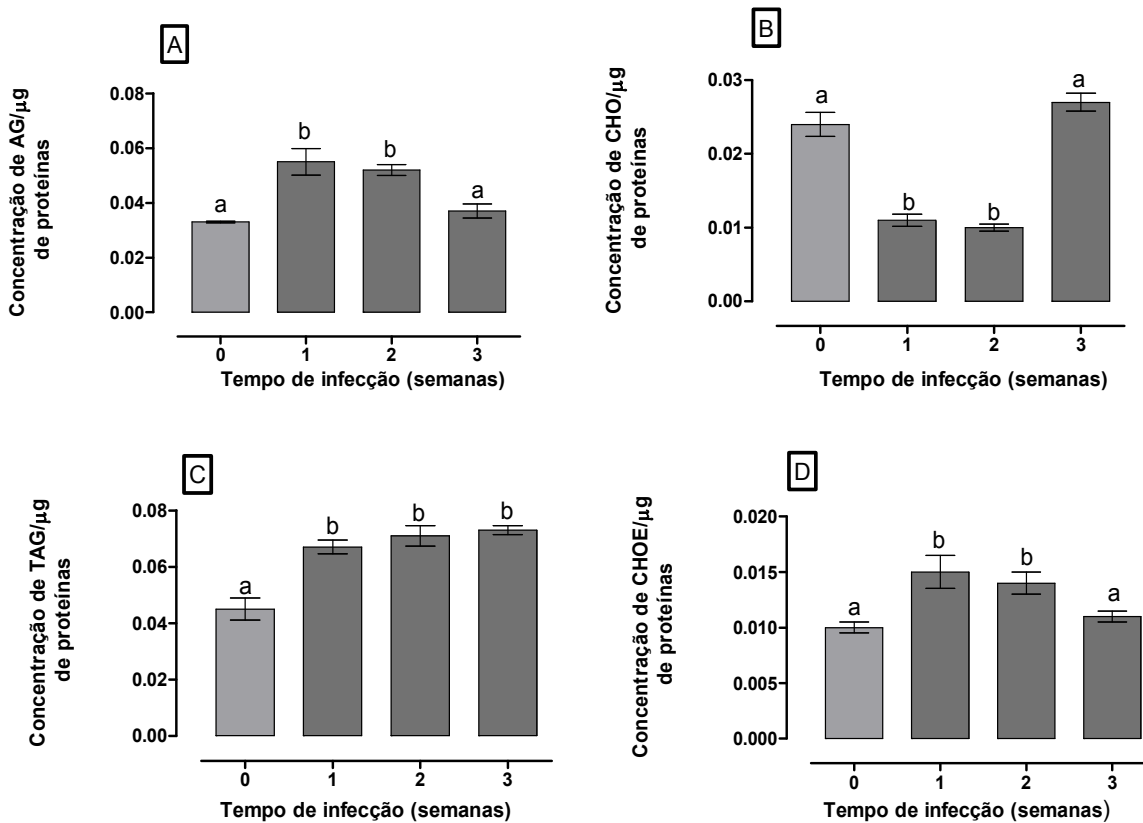 A
Concentração de AG/µg
de proteínas
0.08
0.06
0.04
0.02
0.00
a
b
b
a
0
1
2
3
Tempo de infecção (semanas)
B
Concentração de CHO/µg
de proteínas
0.03
0.02
0.01
0.00
a
b
b
a
0
1
2
3
Tempo de infecção (semanas)
C
Concentração de TAG/µg
de proteínas
0.08
0.06
0.04
0.02
0.00
a
b
b
b
0
1
2
3
Tempo de infecção (semanas)
D
Concentração de CHOE/µg
de proteínas
0.020
0.015
0.010
0.005
0.000
a
b
b
a
0
1
2
3
Tempo de infecção (semanas)